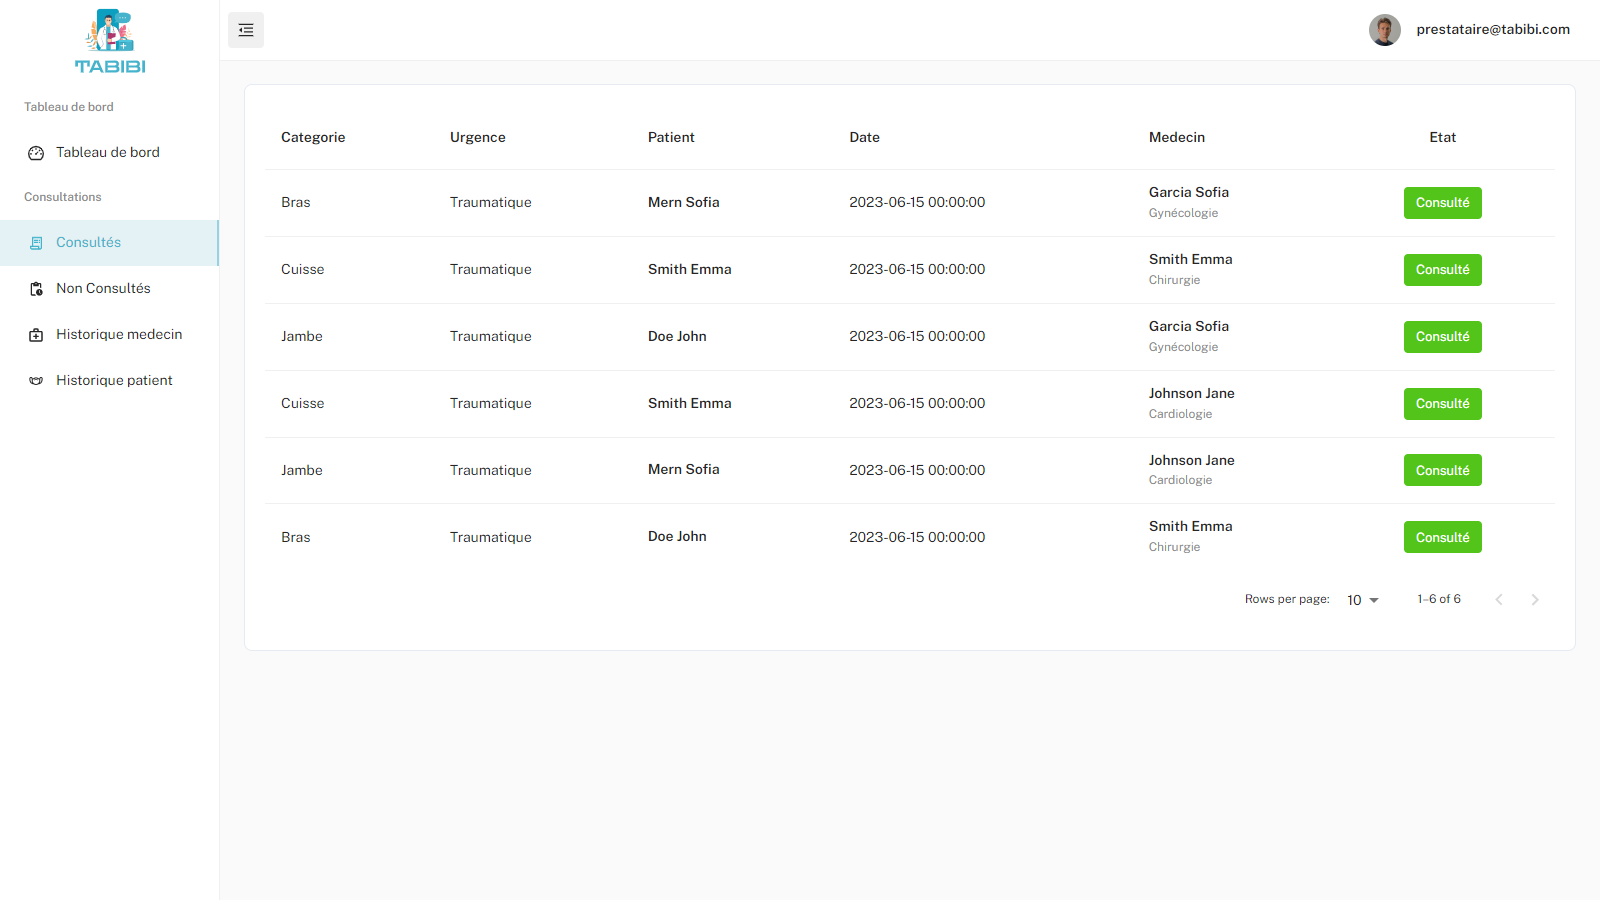 TABIBI
prestataire@tabibi.com
Tableau de bord
Tableau de bord
Consultations
Consultés
Non Consultés
Historique medecin
Historique patient
Categorie Urgence Patient Date Medecin Etat
Bras Traumatique Mern Sofia 2023-06-15 00:00:00 Garcia Sofia Consulté
Gynécologie
Cuisse Traumatique Smith Emma 2023-06-15 00:00:00 Smith Emma Consulté
Chirurgie
Jambe Traumatique Doe John 2023-06-15 00:00:00 Garcia Sofia Consulté
Gynécologie
Cuisse Traumatique Smith Emma 2023-06-15 00:00:00 Johnson Jane Consulté
Cardiologie
Jambe Traumatique Mern Sofia 2023-06-15 00:00:00 Johnson Jane Consulté
Cardiologie
Bras Traumatique Doe John 2023-06-15 00:00:00 Smith Emma Consulté
Chirurgie
Rows per page: 10 1–6 of 6